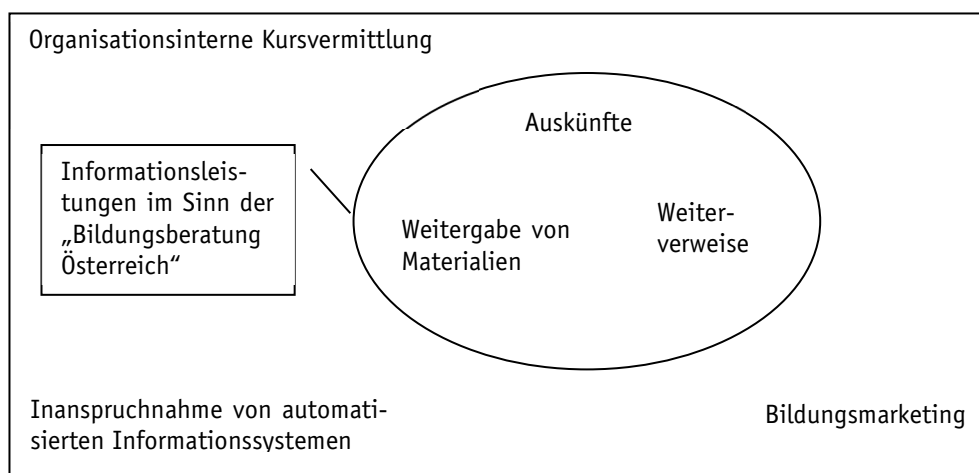 Organisationsinterne Kursvermittlung
Auskünfte
Informationsleis-
tungen im Sinn der
„Bildungsberatung
Österreich“
Weitergabe von
Materialien
Weiter-
verweise
Inanspruchnahme von automati-
sierten Informationssystemen
Bildungsmarketing